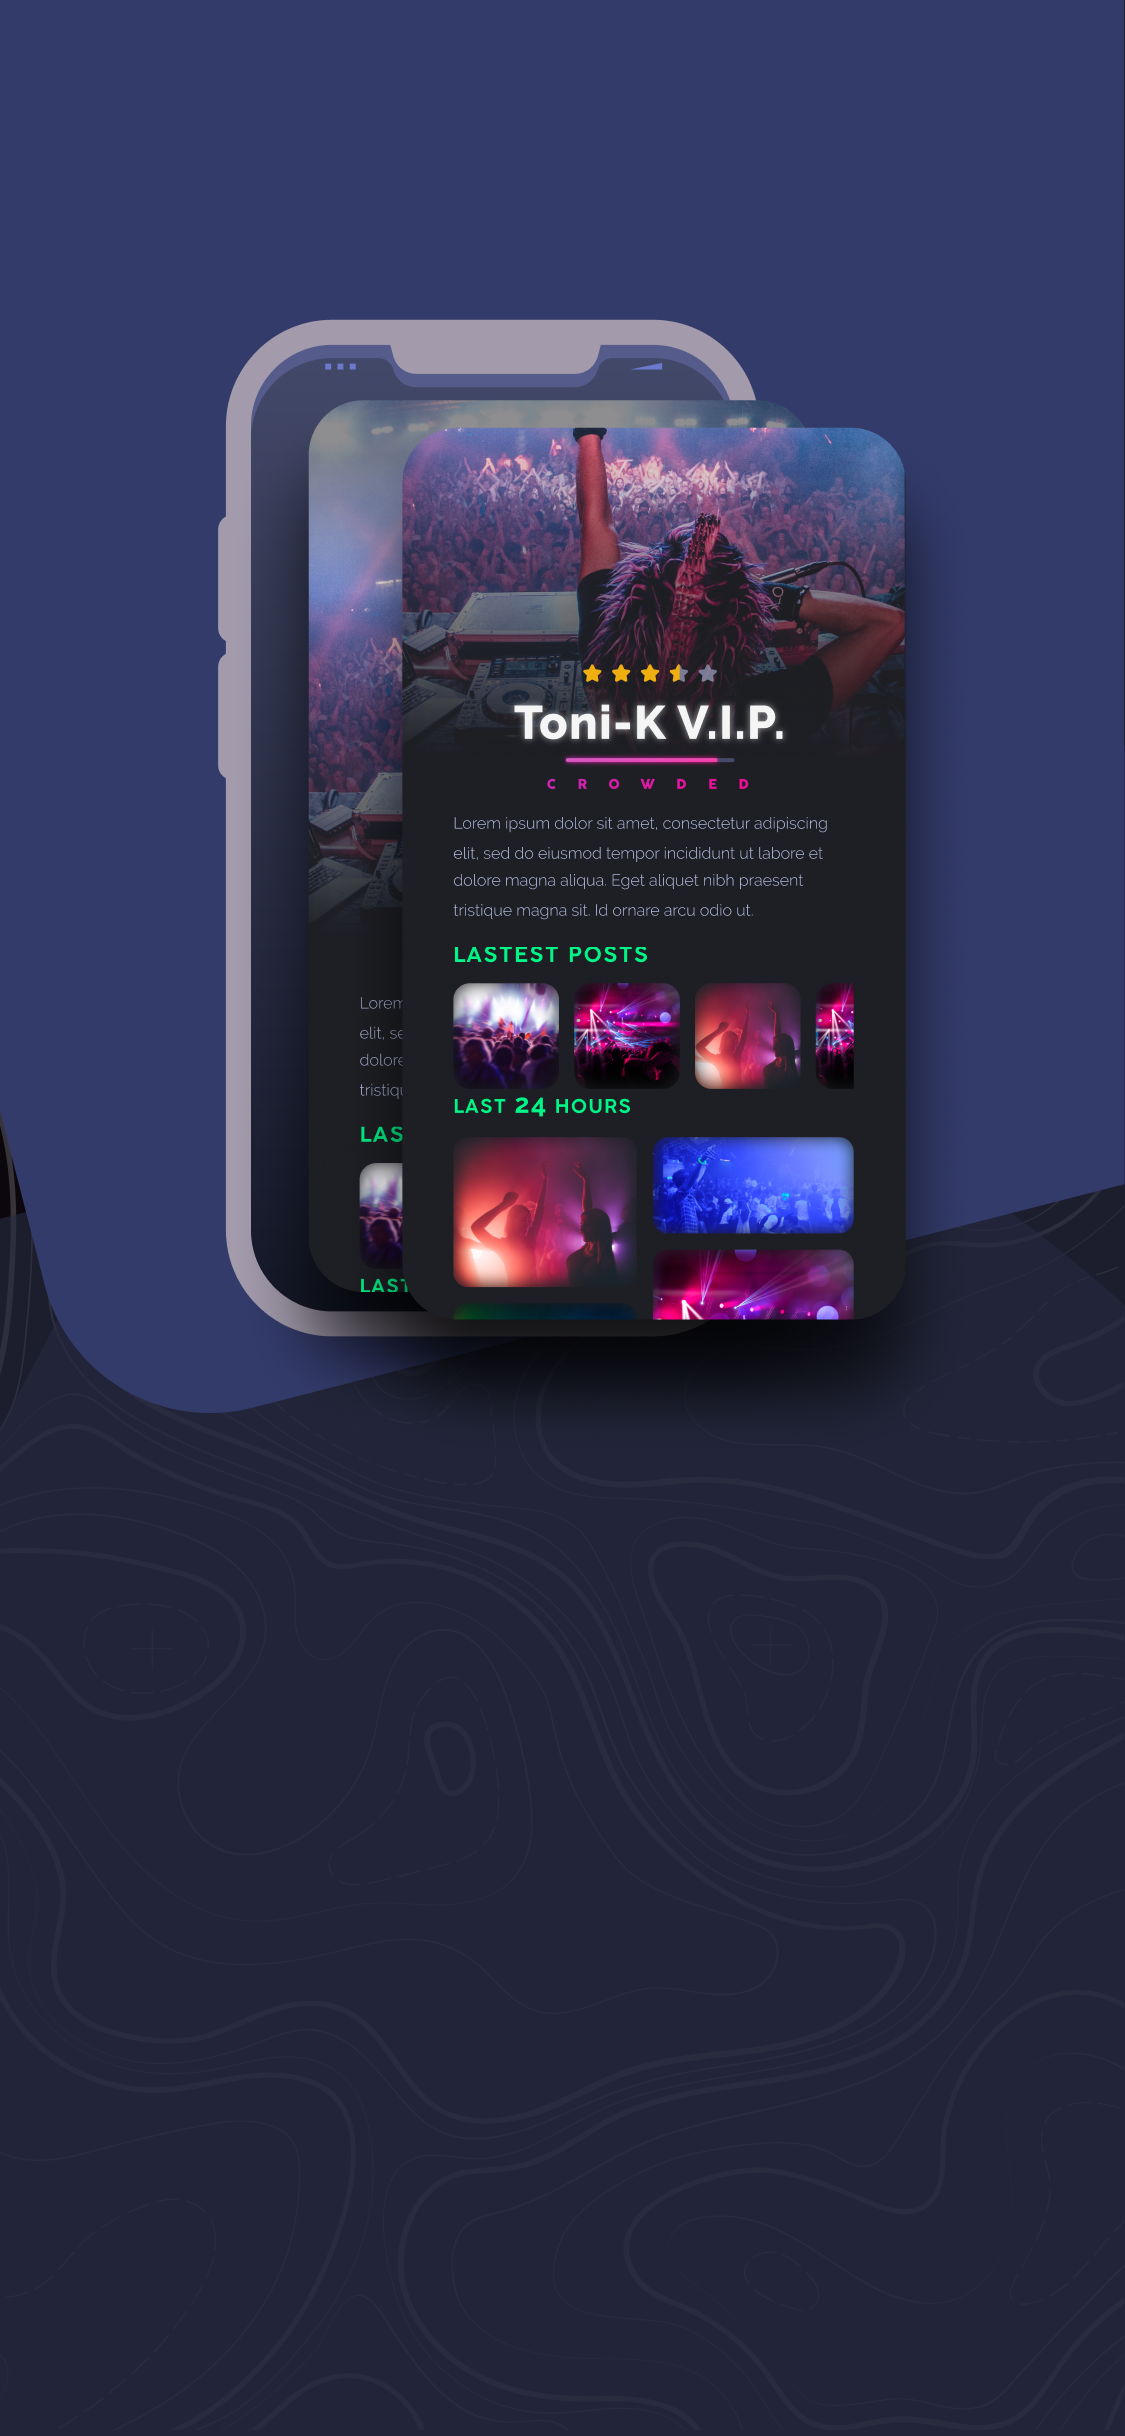 Toni-K V.I.P.
CROWDED
Lorem ipsum dolor sit amet, consectetur adipiscing
elit, sed do eiusmod tempor incididunt ut labore et
dolore magna aliqua. Eget aliquet nibh praesent
tristique magna sit. Id ornare arcu odio ut.
LASTEST POSTS
LAST 24 HOURS
Lorem
elit, se
dolore
tristiqu
LAS
LAST